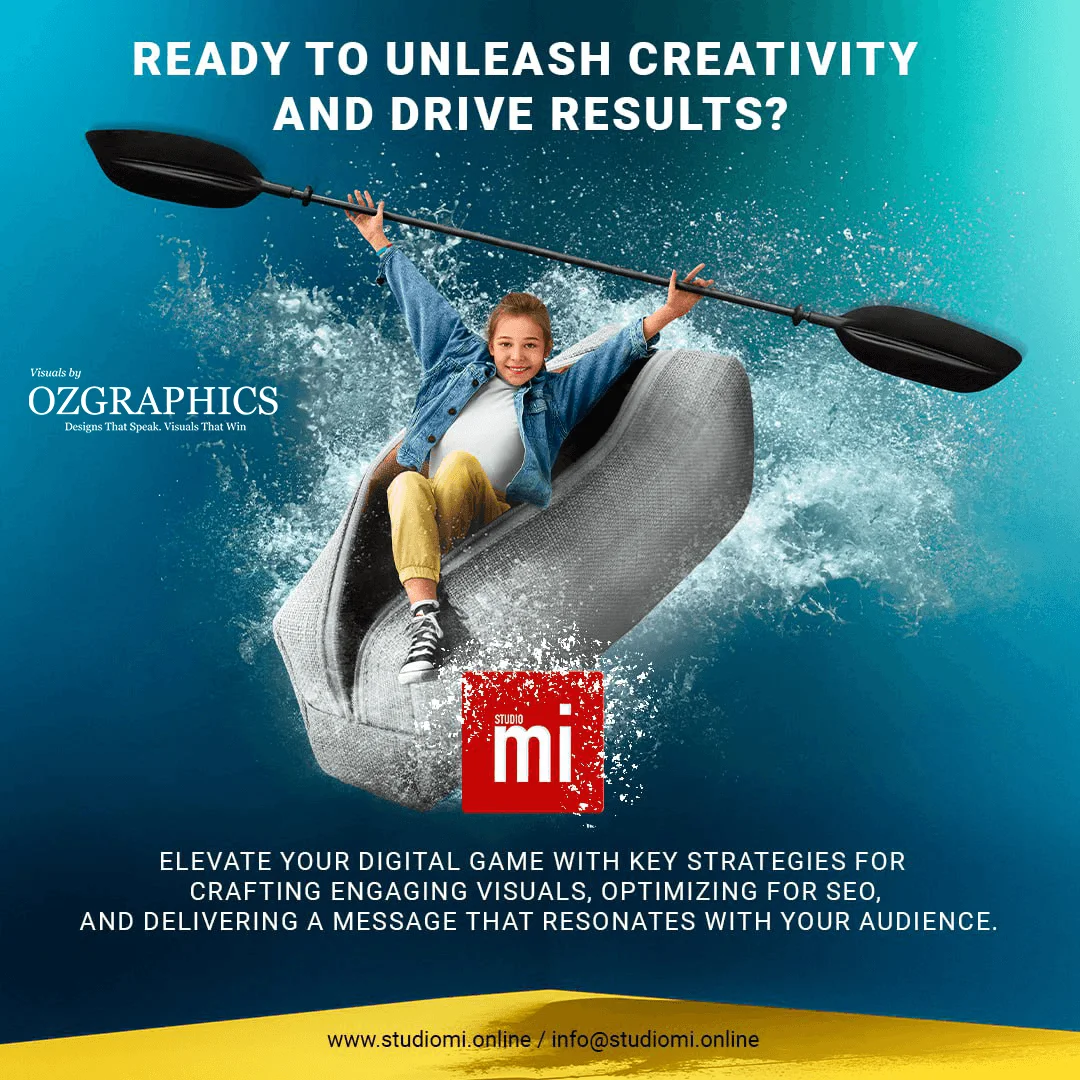 READY TO UNLEASH CREATIVITY
AND DRIVE RESULTS?
Visuals by
OZGRAPHICS
Designs That Speak. Visuals That Win
STUDIO
mi
ELEVATE YOUR DIGITAL GAME WITH KEY STRATEGIES FOR
CRAFTING ENGAGING VISUALS, OPTIMIZING FOR SEO,
AND DELIVERING A MESSAGE THAT RESONATES WITH YOUR AUDIENCE.
www.studiomi.online / info@studiomi.online